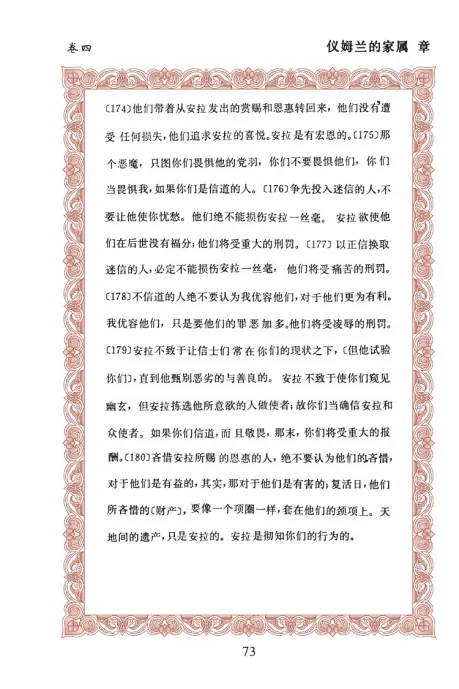 卷四
仪姆兰的家属 章
〔174〕他们带着从安拉发出的赏赐和恩惠转回来，他们没有遭
受 任何损失，他们追求安拉的喜悦。安拉是有宏恩的。〔175〕那
个恶魔，只图你们畏惧他的党羽，你们不要畏惧他们，你们
当畏惧我，如果你们是信道的人。〔176〕争先投入迷信的人，不
要让他使你忧愁。他们绝不能损伤安拉一丝毫。 安拉欲使他
们在后世没有福分；他们将受重大的刑罚。〔177〕以正信换取
迷信的人，必定不能损伤安拉一丝毫， 他们将受痛苦的刑罚。
〔178〕不信道的人绝不要认为我优容他们，对于他们更为有利。
我优容他们，只是要他们的罪恶加多。他们将受凌辱的刑罚。
〔179〕安拉不致于让信士们常在你们的现状之下，〔但他试验
你们〕，直到他甄别恶劣的与善良的。 安拉不致于使你们窥见
幽玄，但安拉拣选他所意欲的人做使者；故你们当确信安拉和
众使者。如果你们信道，而且敬畏，那末，你们将受重大的报
酬。〔180〕吝惜安拉所赐的恩惠的人，绝不要认为他们的吝惜，
对于他们是有益的，其实，那对于他们是有害的；复活日，他们
所吝惜的〔财产〕，要像一个项圈一样，套在他们的颈项上。天
地间的遗产，只是安拉的。安拉是彻知你们的行为的。
73